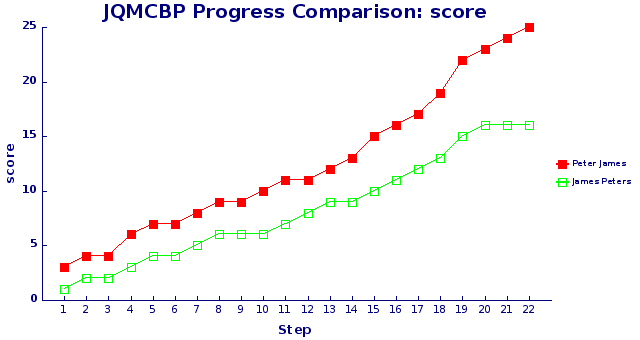 JQMCBP Progress Comparison: score
25
20
15
10
5
0
score
1 2 3 4 5 6 7 8 9 10 11 12 13 14 15 16 17 18 19 20 21 22
Step
Peter James
James Peters